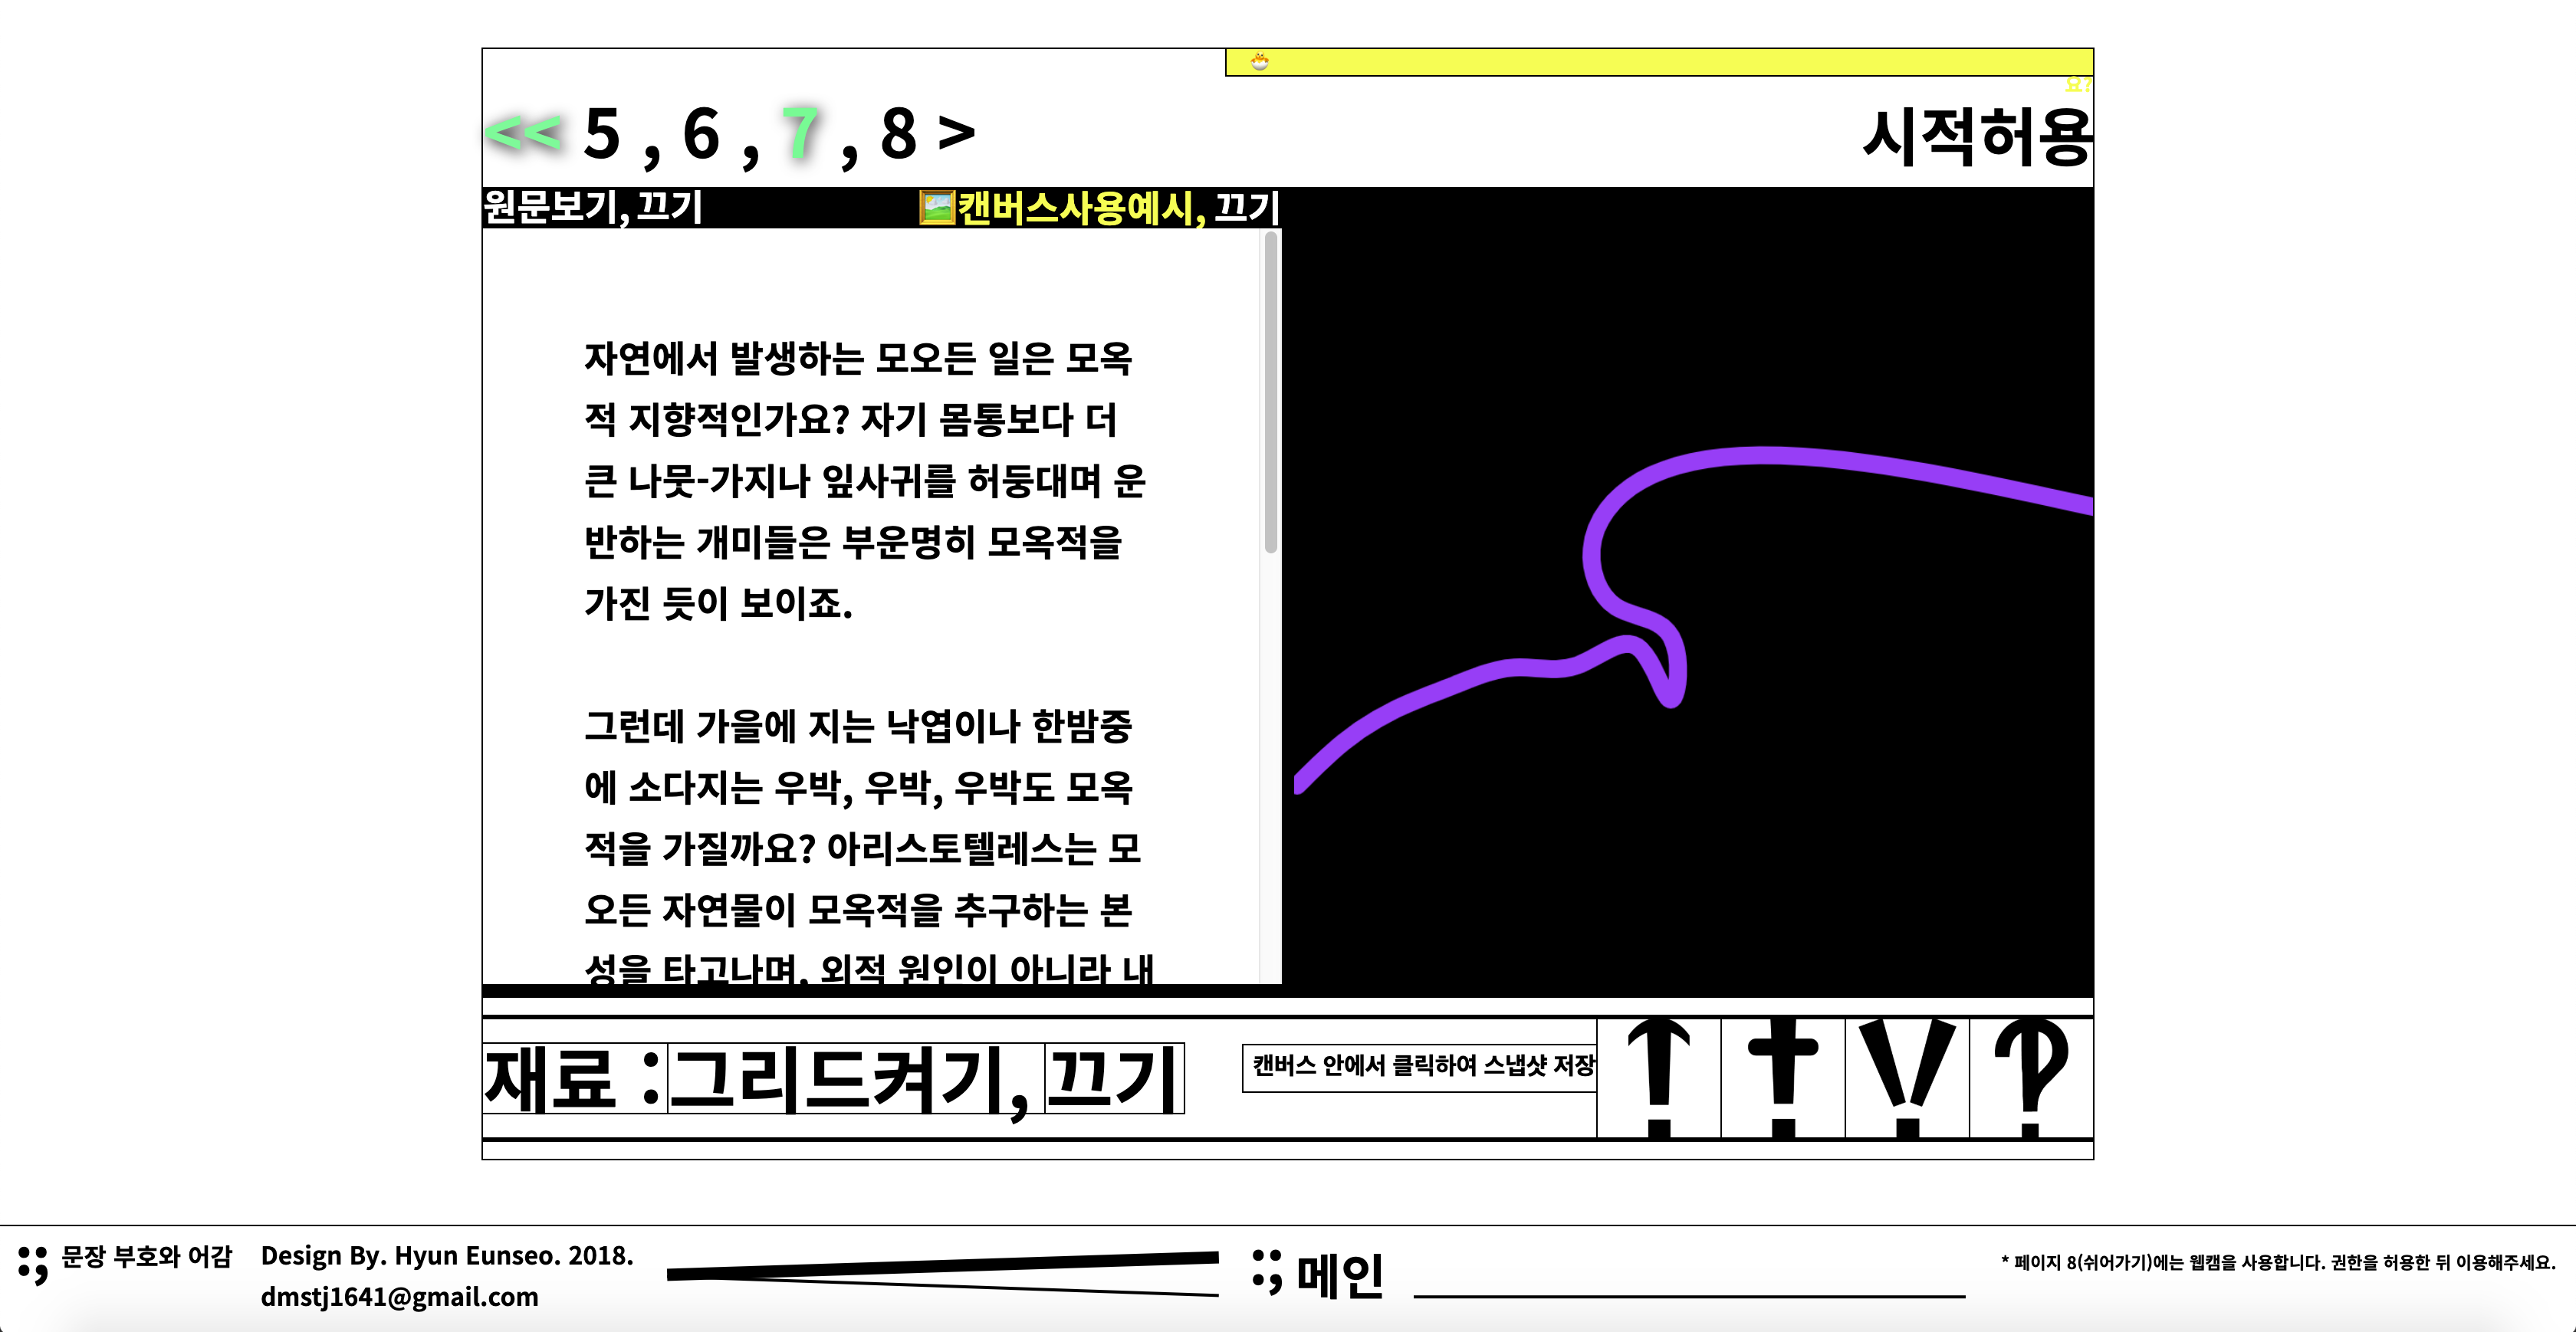 🐣
요?
<< 5 , 6 , 7 , 8 >
시적허용
원문보기, 끄기
🖼️캔버스사용예시, 끄기
자연에서 발생하는 모오든 일은 모옥
적 지향적인가요? 자기 몸통보다 더
큰 나뭇-가지나 잎사귀를 허둥대며 운
반하는 개미들은 부운명히 모옥적을
가진 듯이 보이죠.
그런데 가을에 지는 낙엽이나 한밤중
에 소다지는 우박, 우박, 우박도 모옥
적을 가질까요? 아리스토텔레스는 모
오든 자연물이 모옥적을 추구하는 본
성을 타고나며, 외적 원인이 아니라 내
재료 :그리드켜기, 끄기
캔버스 안에서 클릭하여 스냅샷 저장
문장 부호와 어감
Design By. Hyun Eunseo. 2018.
dmstj1641@gmail.com
메인
* 페이지 8(쉬어가기)에는 웹캠을 사용합니다. 권한을 허용한 뒤 이용해주세요.